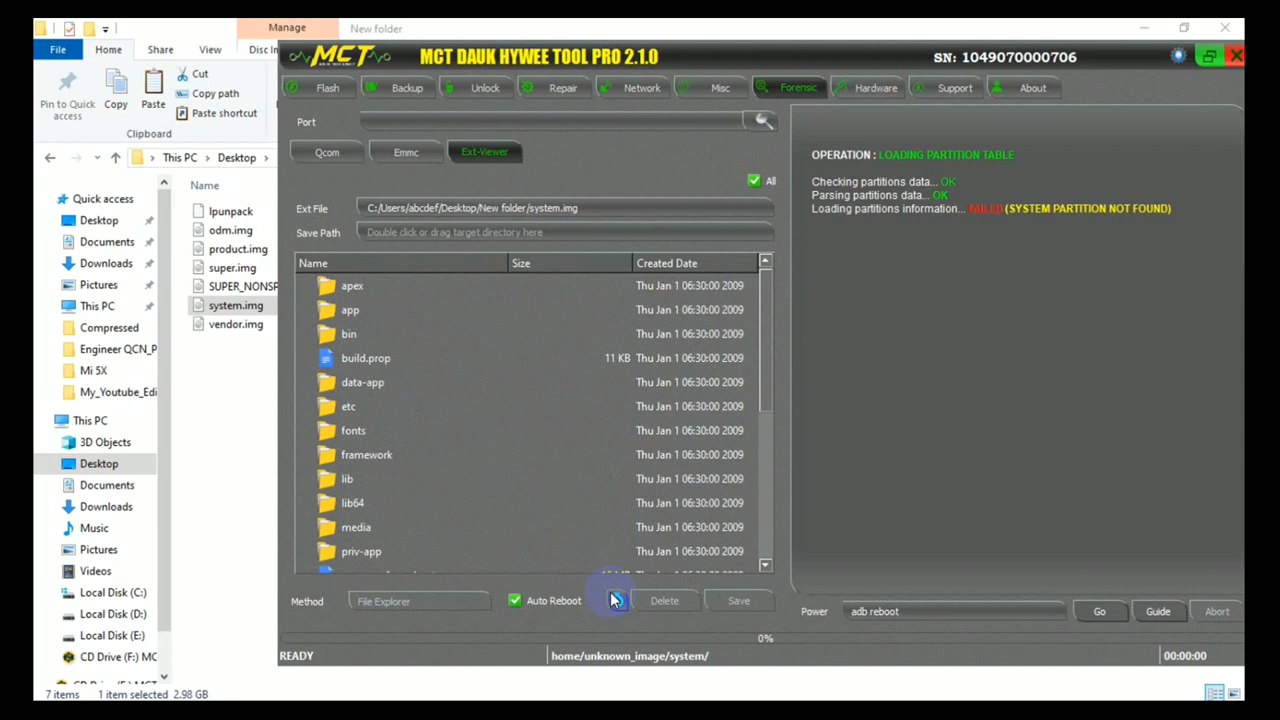 Manage
New folder
File
Home
Share
View
Disc In
MCT
MCT DAUK HYWEE TOOL PRO 2.1.0
SN: 1049070000706
Pin to Quick access
Copy
Paste
Cut
Copy path
Paste shortcut
Clipboard
Flash
Backup
Unlock
Repair
Network
Misc
Forensic
Hardware
Support
About
Port
This PC
Desktop
Qcom
Emmc
Ext-Viewer
All
Quick access
Desktop
Documents
Downloads
Pictures
This PC
Compressed
Engineer QCN_P
Mi 5X
My_Youtube_Edi
This PC
3D Objects
Desktop
Documents
Downloads
Music
Pictures
Videos
Local Disk (C:)
Local Disk (D:)
Local Disk (E:)
CD Drive (F:) MC
Name
lpunpack
odm.img
product.img
super.img
SUPER_NONSP
system.img
vendor.img
Ext File C:/Users/abcdef/Desktop/New folder/system.img
Save Path Double click or drag target directory here
Name Size Created Date
apex Thu Jan 1 06:30:00 2009
app Thu Jan 1 06:30:00 2009
bin Thu Jan 1 06:30:00 2009
build.prop 11 KB Thu Jan 1 06:30:00 2009
data-app Thu Jan 1 06:30:00 2009
etc Thu Jan 1 06:30:00 2009
fonts Thu Jan 1 06:30:00 2009
framework Thu Jan 1 06:30:00 2009
lib Thu Jan 1 06:30:00 2009
lib64 Thu Jan 1 06:30:00 2009
media Thu Jan 1 06:30:00 2009
priv-app Thu Jan 1 06:30:00 2009
Method File Explorer
Auto Reboot
Delete
Save
OPERATION : LOADING PARTITION TABLE
Checking partitions data... OK
Parsing partitions data... OK
Loading partitions information... FAILED (SYSTEM PARTITION NOT FOUND)
Power adb reboot
Go
Guide
Abort
0%
READY
home/unknown_image/system/
00:00:00
7 items 1 item selected 2.98 GB